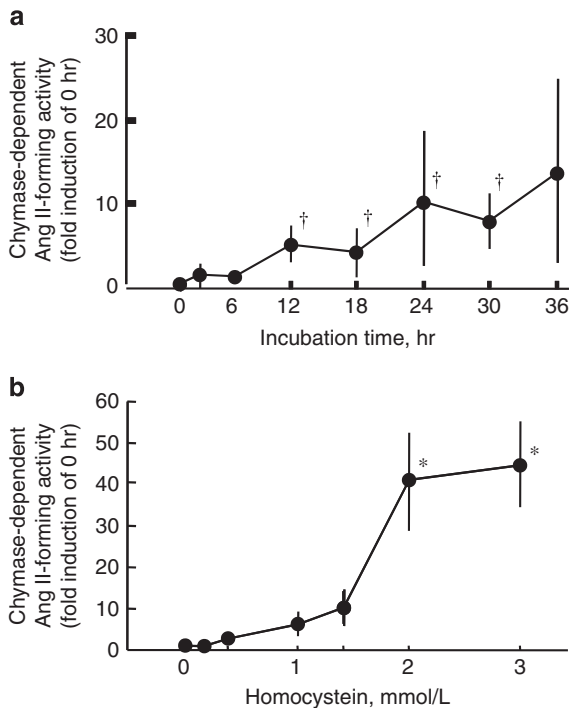 a
Chymase-dependent
Ang II-forming activity
(fold induction of 0 hr)
30
20
10
0
†
†
†
†
0 6 12 18 24 30 36
Incubation time, hr
b
Chymase-dependent
Ang II-forming activity
(fold induction of 0 hr)
60
50
40
30
20
10
0
*
*
0 1 2 3
Homocystein, mmol/L